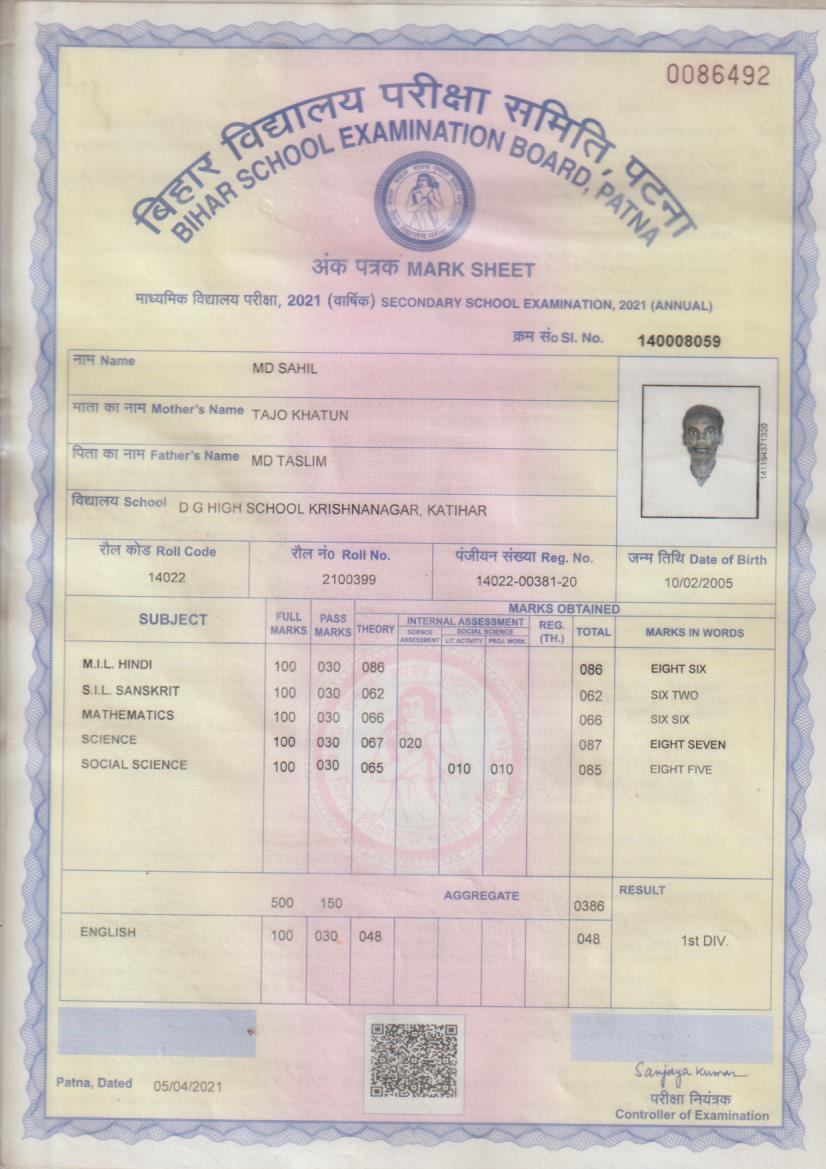 0086492
बिहार विद्यालय परीक्षा समिति, पटना
BIHAR SCHOOL EXAMINATION BOARD, PATNA
अंक पत्रक MARK SHEET
माध्यमिक विद्यालय परीक्षा, 2021 (वार्षिक) SECONDARY SCHOOL EXAMINATION, 2021 (ANNUAL)
क्रम सं० Sl. No. 140008059
नाम Name MD SAHIL
माता का नाम Mother's Name TAJO KHATUN
पिता का नाम Father's Name MD TASLIM
विद्यालय School D G HIGH SCHOOL KRISHNANAGAR, KATIHAR
1411194371320
रौल कोड Roll Code रौल नं० Roll No. पंजीयन संख्या Reg. No. जन्म तिथि Date of Birth
14022 2100399 14022-00381-20 10/02/2005
SUBJECT FULL MARKS PASS MARKS MARKS OBTAINED
THEORY INTERNAL ASSESSMENT REG. (TH.) TOTAL MARKS IN WORDS
SCIENCE ASSESSMENT SOCIAL SCIENCE
LIT. ACTIVITY PROJ. WORK
M.I.L. HINDI 100 030 086 086 EIGHT SIX
S.I.L. SANSKRIT 100 030 062 062 SIX TWO
MATHEMATICS 100 030 066 066 SIX SIX
SCIENCE 100 030 067 020 087 EIGHT SEVEN
SOCIAL SCIENCE 100 030 065 010 010 085 EIGHT FIVE
500 150 AGGREGATE 0386 RESULT
ENGLISH 100 030 048 048 1st DIV.
Patna, Dated 05/04/2021
Sanjaya Kumar
परीक्षा नियंत्रक
Controller of Examination